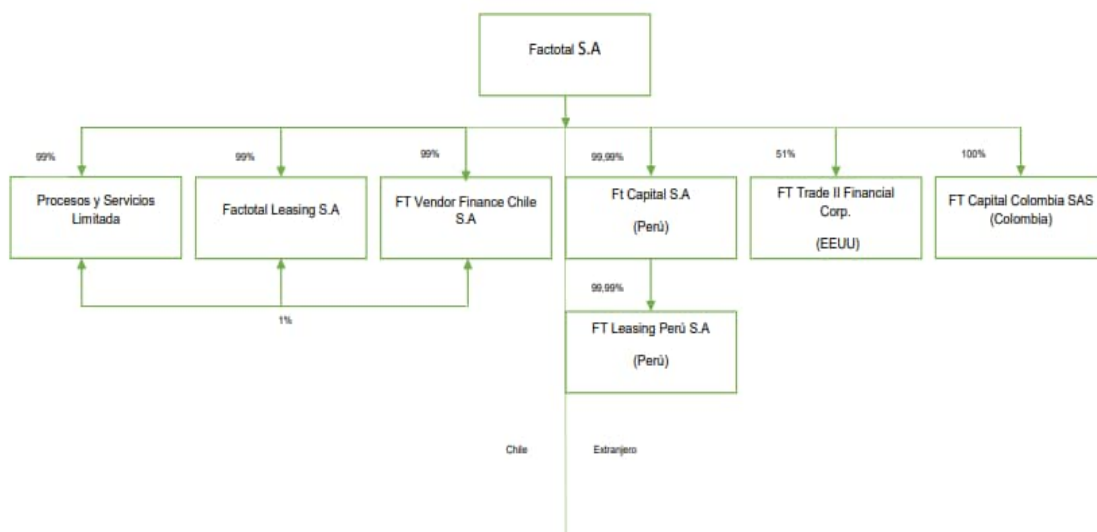 Factotal S.A
99%
99%
99%
99,99%
51%
100%
Procesos y Servicios
Limitada
Factotal Leasing S.A
FT Vendor Finance Chile
S.A
Ft Capital S.A
(Perú)
FT Trade II Financial
Corp.
(EEUU)
FT Capital Colombia SAS
(Colombia)
1%
99,99%
FT Leasing Perú S.A
(Perú)
Chile
Extranjero